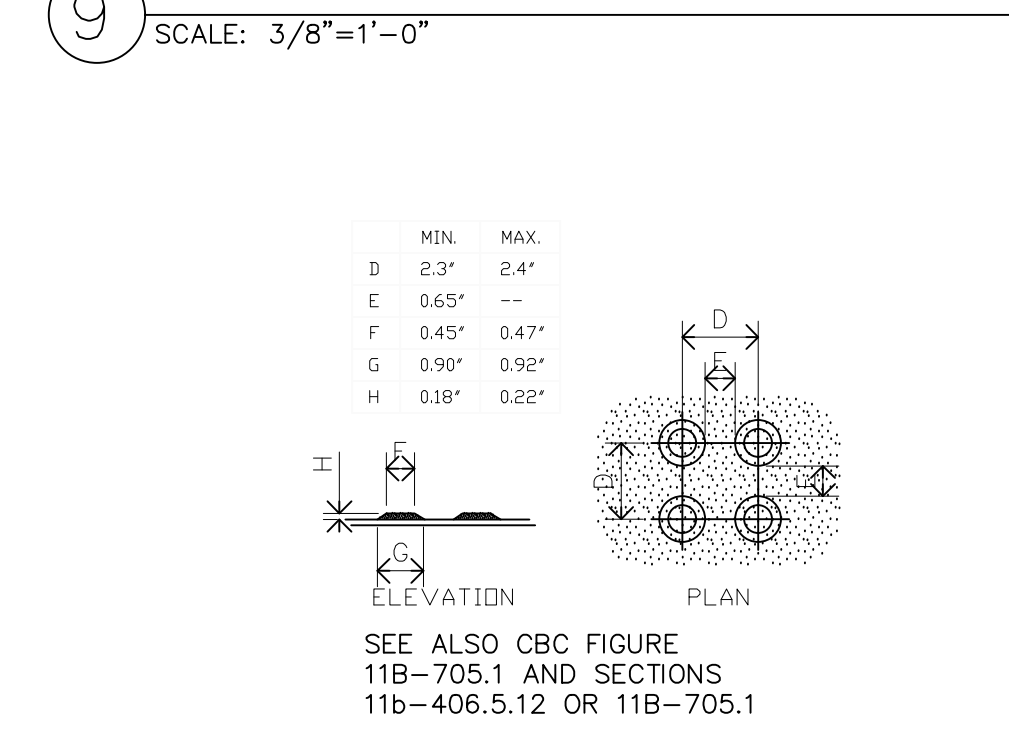 9
SCALE: 3/8"=1'-0"
MIN. MAX.
D 2.3" 2.4"
E 0.65" --
F 0.45" 0.47"
G 0.90" 0.92"
H 0.18" 0.22"
D
E
D
E
F
H
G
ELEVATION
PLAN
SEE ALSO CBC FIGURE
11B-705.1 AND SECTIONS
11b-406.5.12 OR 11B-705.1